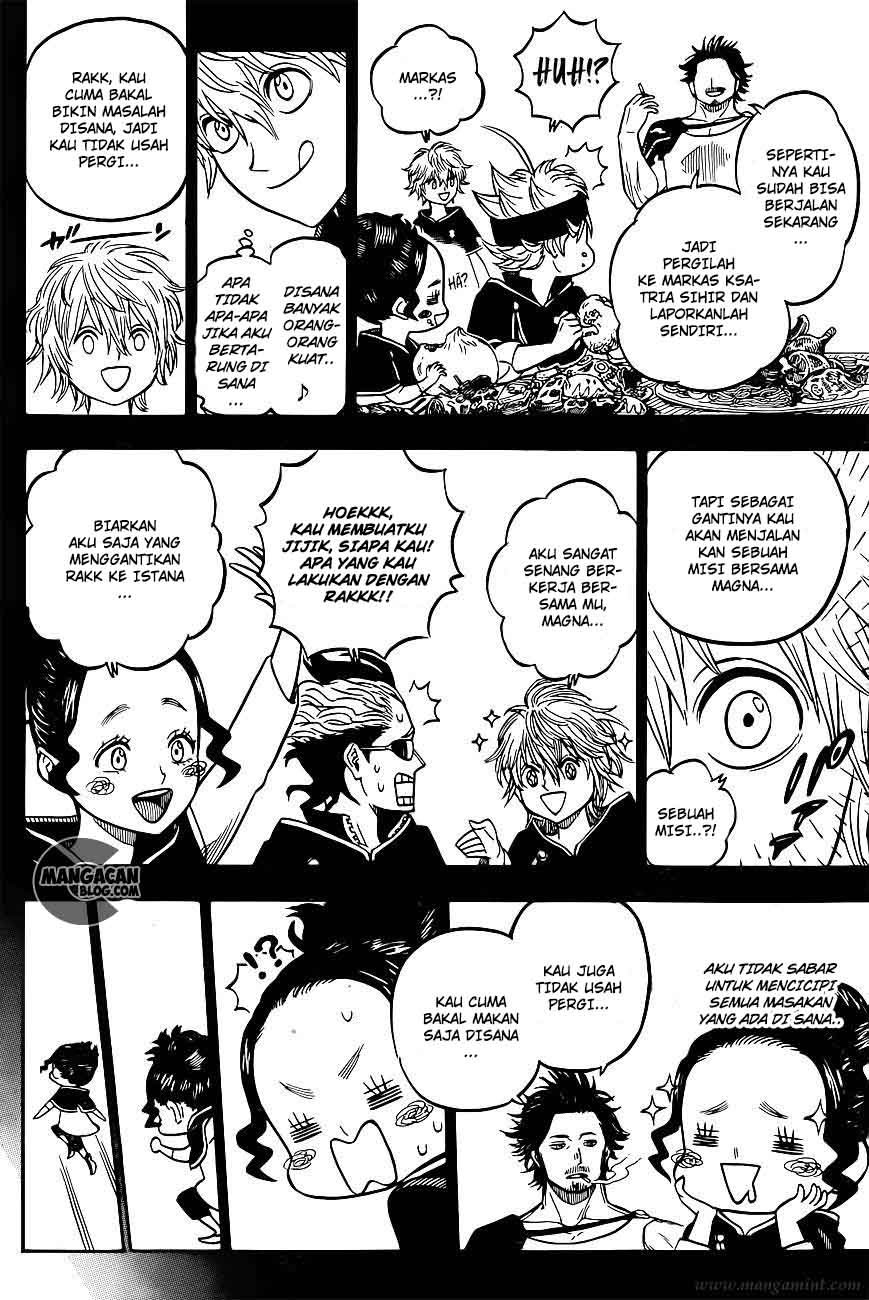 SEPERTI-
NYA KAU
SUDAH BISA
BERJALAN
SEKARANG
...
JADI
PERGILAH
KE MARKAS KSA-
TRIA SIHIR DAN
LAPORKANLAH
SENDIRI...
HUH!?
MARKAS
...?!
HÄ?
DISANA
BANYAK
ORANG-
ORANG
KUAT..
♪
APA
TIDAK
APA-APA
JIKA AKU
BERTA-
RUNG DI
SANA
...
RAKK, KAU
CUMA BAKAL
BIKIN MASALAH
DISANA, JADI
KAU TIDAK USAH
PERGI...
ガーン
TAPI SEBAGAI
GANTINYA KAU
AKAN MENJALAN
KAN SEBUAH
MISI BERSAMA
MAGNA...
SEBUAH
MISI..?!
AKU SANGAT
SENANG BER-
KERJA BER-
SAMA MU,
MAGNA...
HOEKKK,
KAU MEMBUATKU
JIJIK, SIAPA KAU!
APA YANG KAU
LAKUKAN DENGAN
RAKKK!!
BIARKAN
AKU SAJA YANG
MENGGANTIKAN
RAKK KE ISTANA
...
MANGACAN
BLOG.COM
AKU TIDAK SABAR
UNTUK MENCICIPI
SEMUA MASAKAN
YANG ADA DI SANA..
KAU JUGA
TIDAK USAH
PERGI...
KAU CUMA
BAKAL MAKAN
SAJA DISANA
...
!?
www.mangamint.com